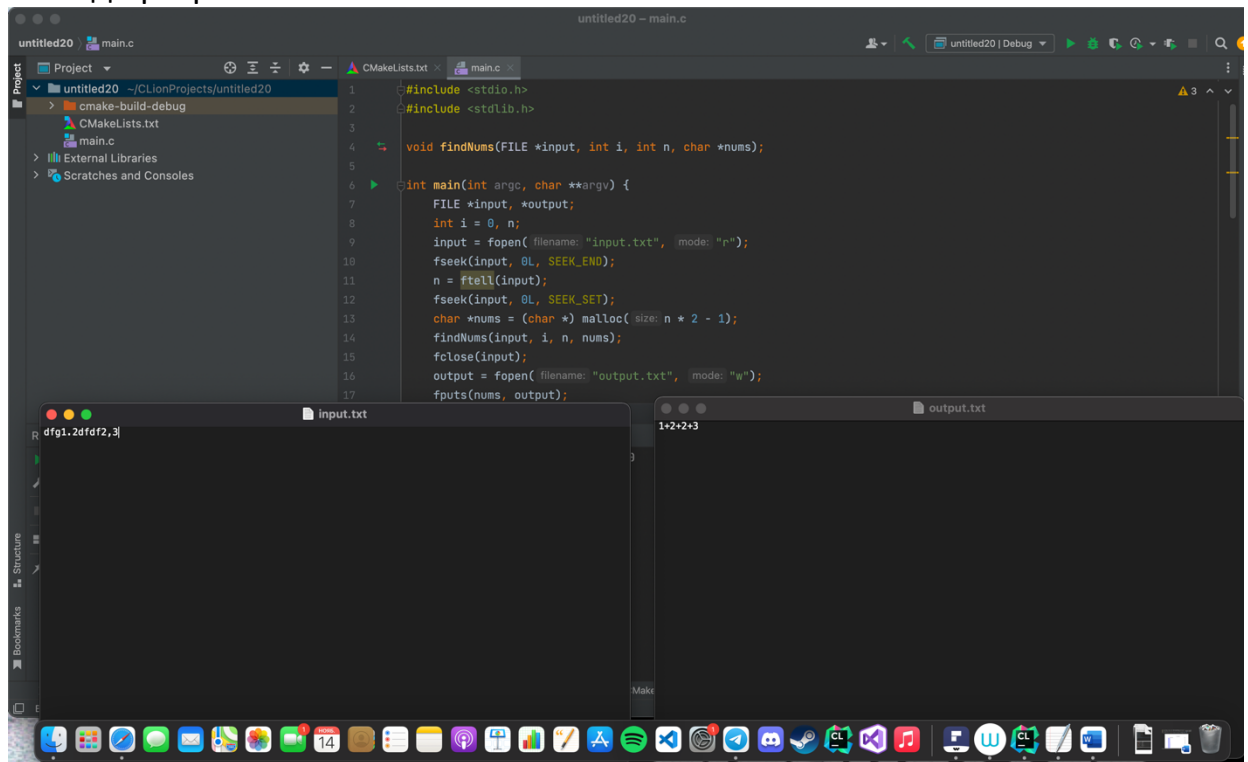 untitled20 – main.c
untitled20 〉 main.c
untitled20 | Debug
Project
Project
CMakeLists.txt
main.c
untitled20 ~/CLionProjects/untitled20
cmake-build-debug
CMakeLists.txt
main.c
External Libraries
Scratches and Consoles
3
1 #include <stdio.h>
2 #include <stdlib.h>
3
4 void findNums(FILE *input, int i, int n, char *nums);
5
6 int main(int argc, char **argv) {
7 FILE *input, *output;
8 int i = 0, n;
9 input = fopen( filename: "input.txt", mode: "r");
10 fseek(input, 0L, SEEK_END);
11 n = ftell(input);
12 fseek(input, 0L, SEEK_SET);
13 char *nums = (char *) malloc( size: n * 2 - 1);
14 findNums(input, i, n, nums);
15 fclose(input);
16 output = fopen( filename: "output.txt", mode: "w");
17 fputs(nums, output);
input.txt
dfg1.2dfdf2,3
output.txt
1+2+2+3
Structure
Bookmarks
14